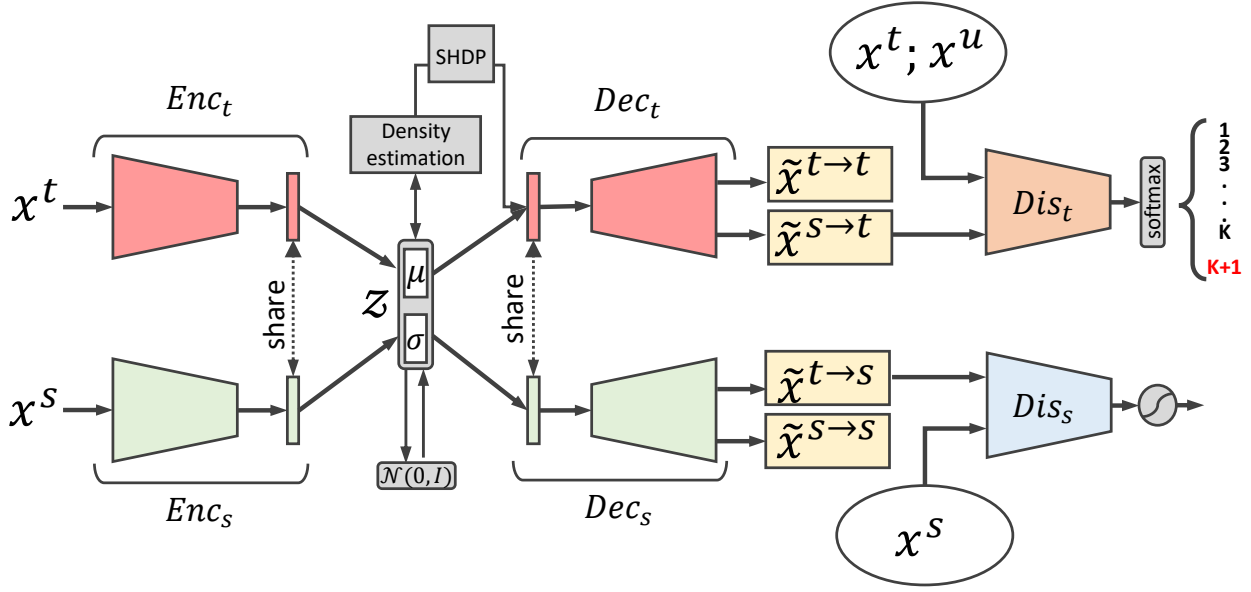 SHDP
x^t; x^u
Enc_t
Dec_t
Density
estimation
1
2
3
.
.
.
K
K+1
x̃^{t→t}
x^t
Dis_t
softmax
x̃^{s→t}
μ
z
share
share
σ
x̃^{t→s}
x^s
Dis_s
x̃^{s→s}
𝒩(0, I)
Enc_s
Dec_s
x^s